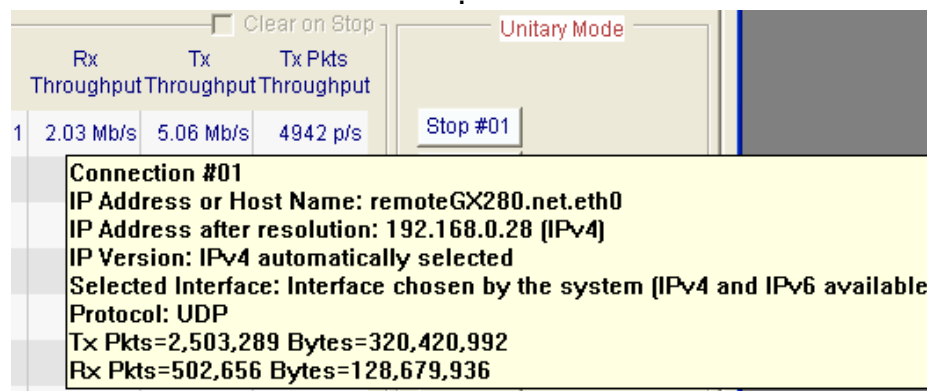 Clear on Stop
Unitary Mode
Rx Tx Tx Pkts
Throughput Throughput Throughput
1 2.03 Mb/s 5.06 Mb/s 4942 p/s Stop #01
Connection #01
IP Address or Host Name: remoteGX280.net.eth0
IP Address after resolution: 192.168.0.28 (IPv4)
IP Version: IPv4 automatically selected
Selected Interface: Interface chosen by the system (IPv4 and IPv6 available
Protocol: UDP
Tx Pkts=2,503,289 Bytes=320,420,992
Rx Pkts=502,656 Bytes=128,679,936